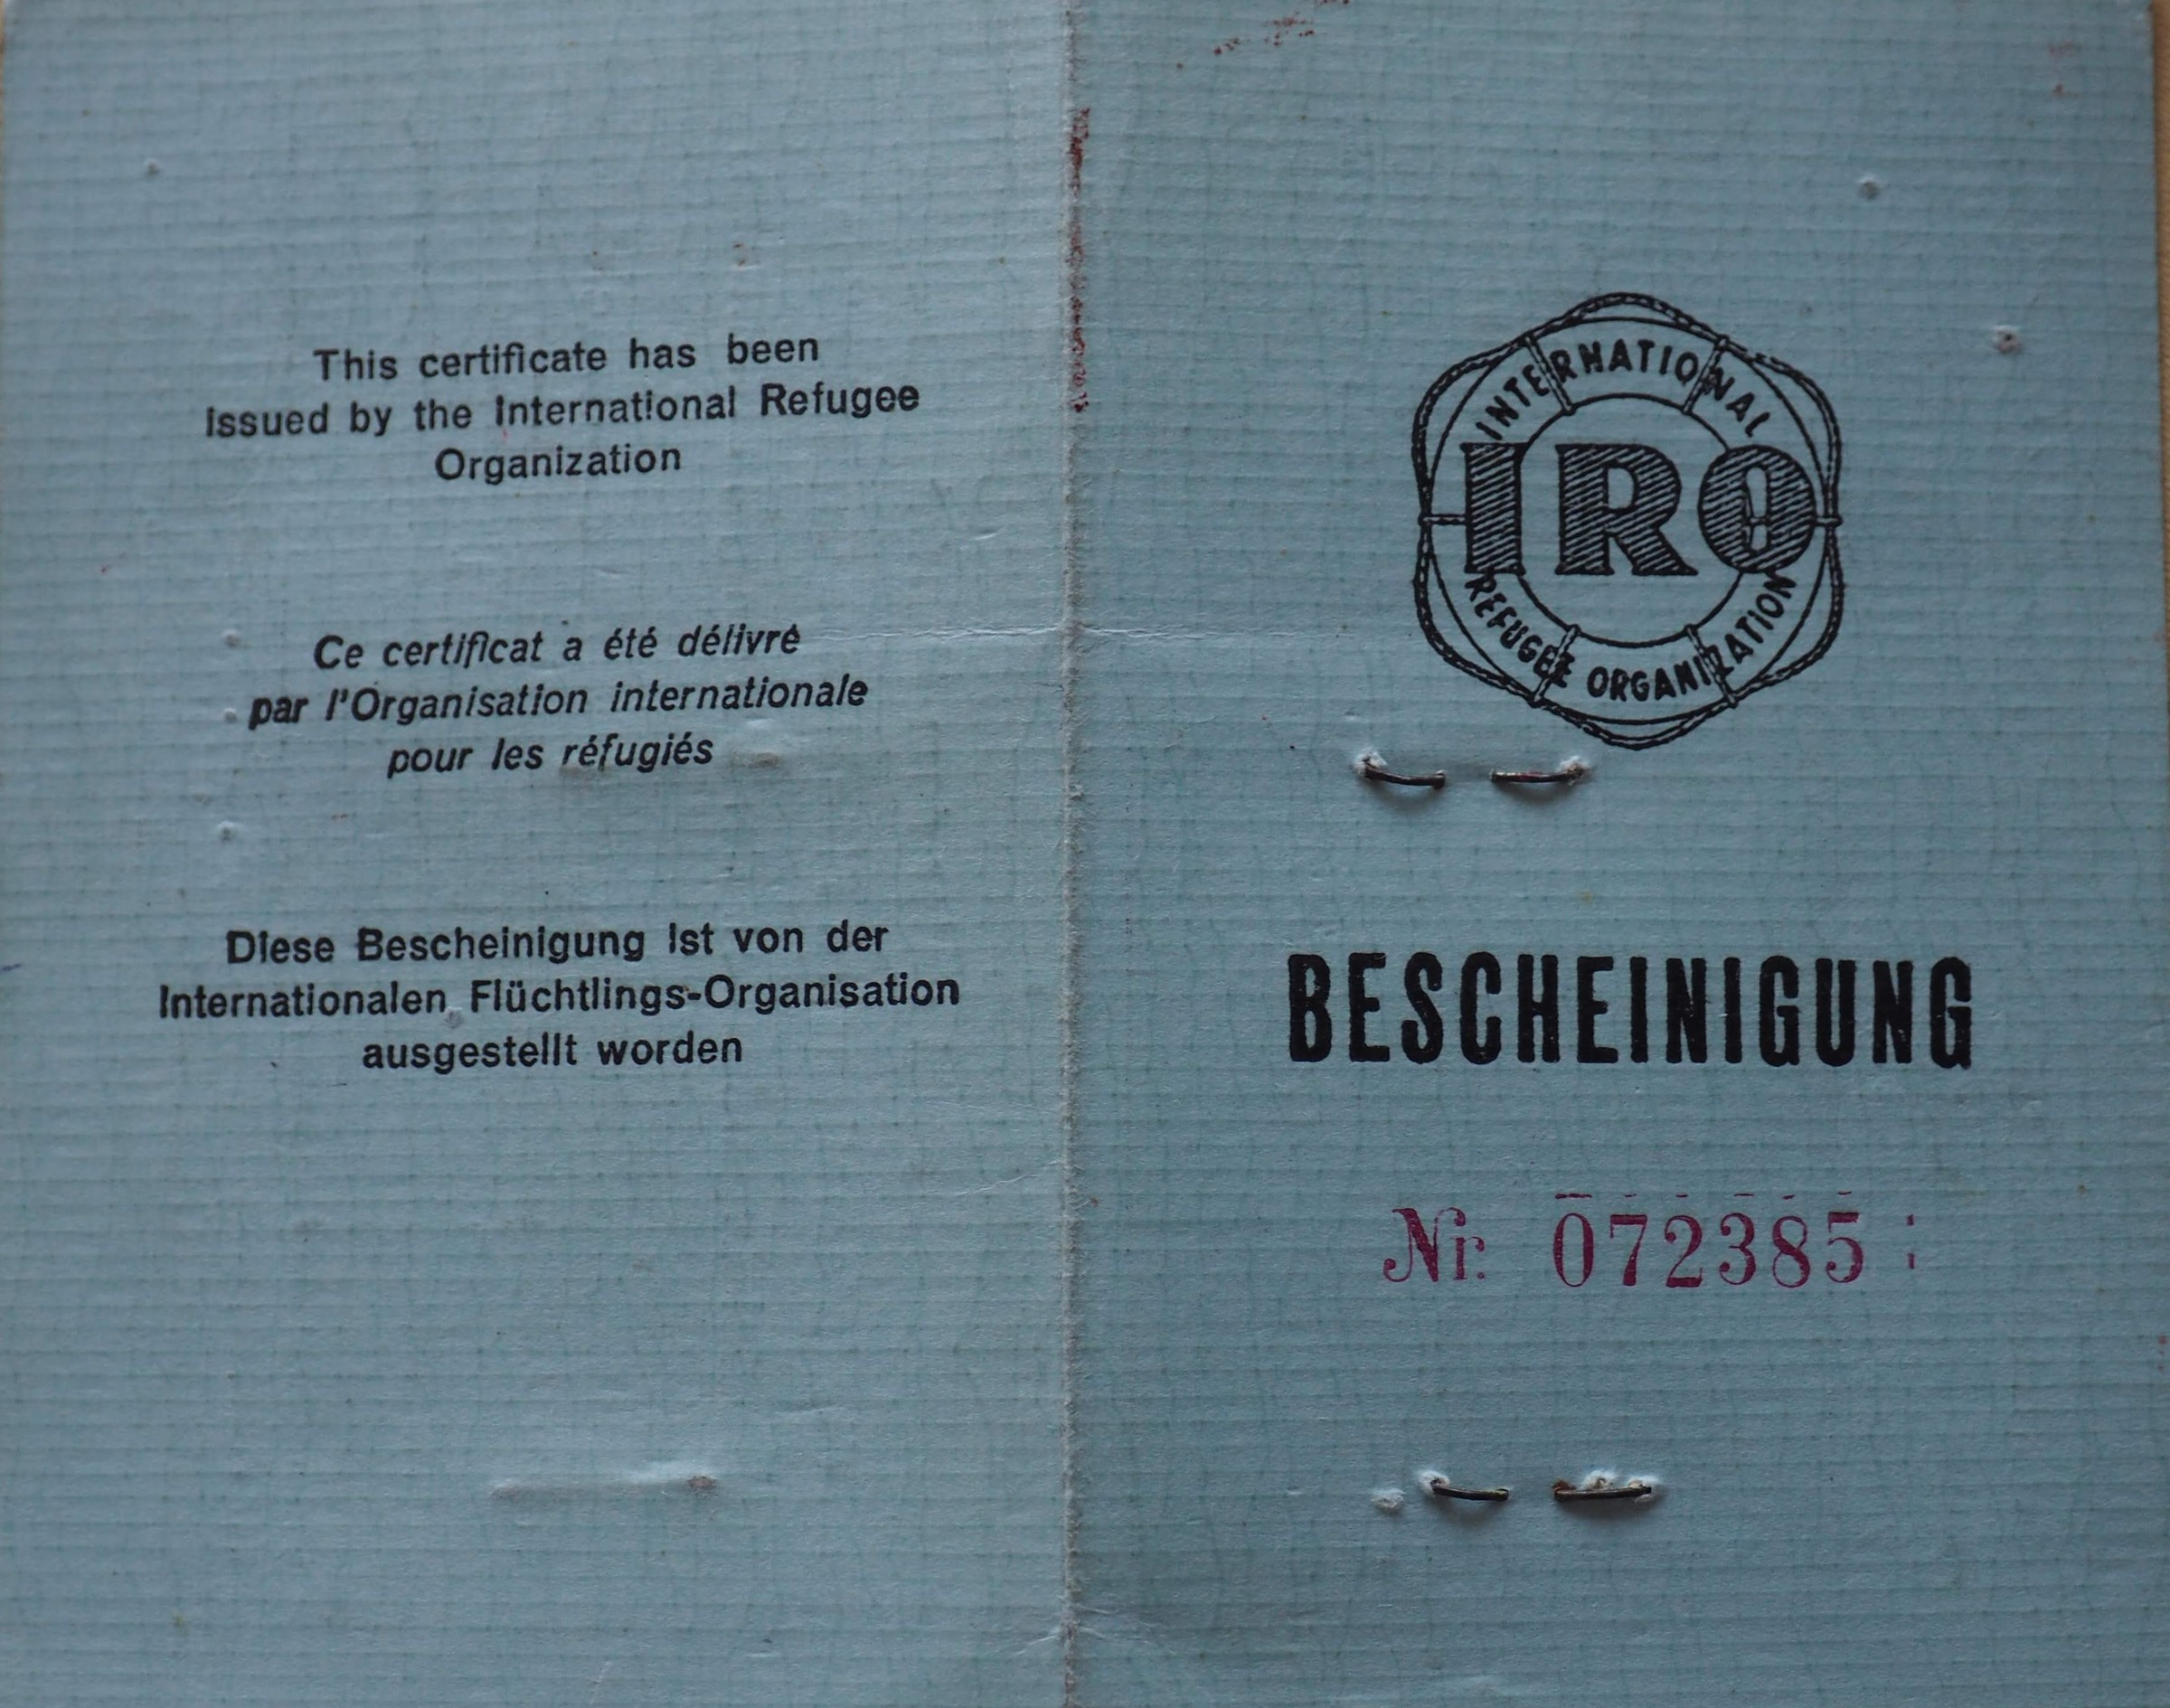 This certificate has been
issued by the International Refugee
Organization
Ce certificat a été délivré
par l'Organisation internationale
pour les réfugiés
Diese Bescheinigung ist von der
Internationalen Flüchtlings-Organisation
ausgestellt worden
INTERNATIONAL
IRO
REFUGEE ORGANIZATION
BESCHEINIGUNG
Nr. 072385